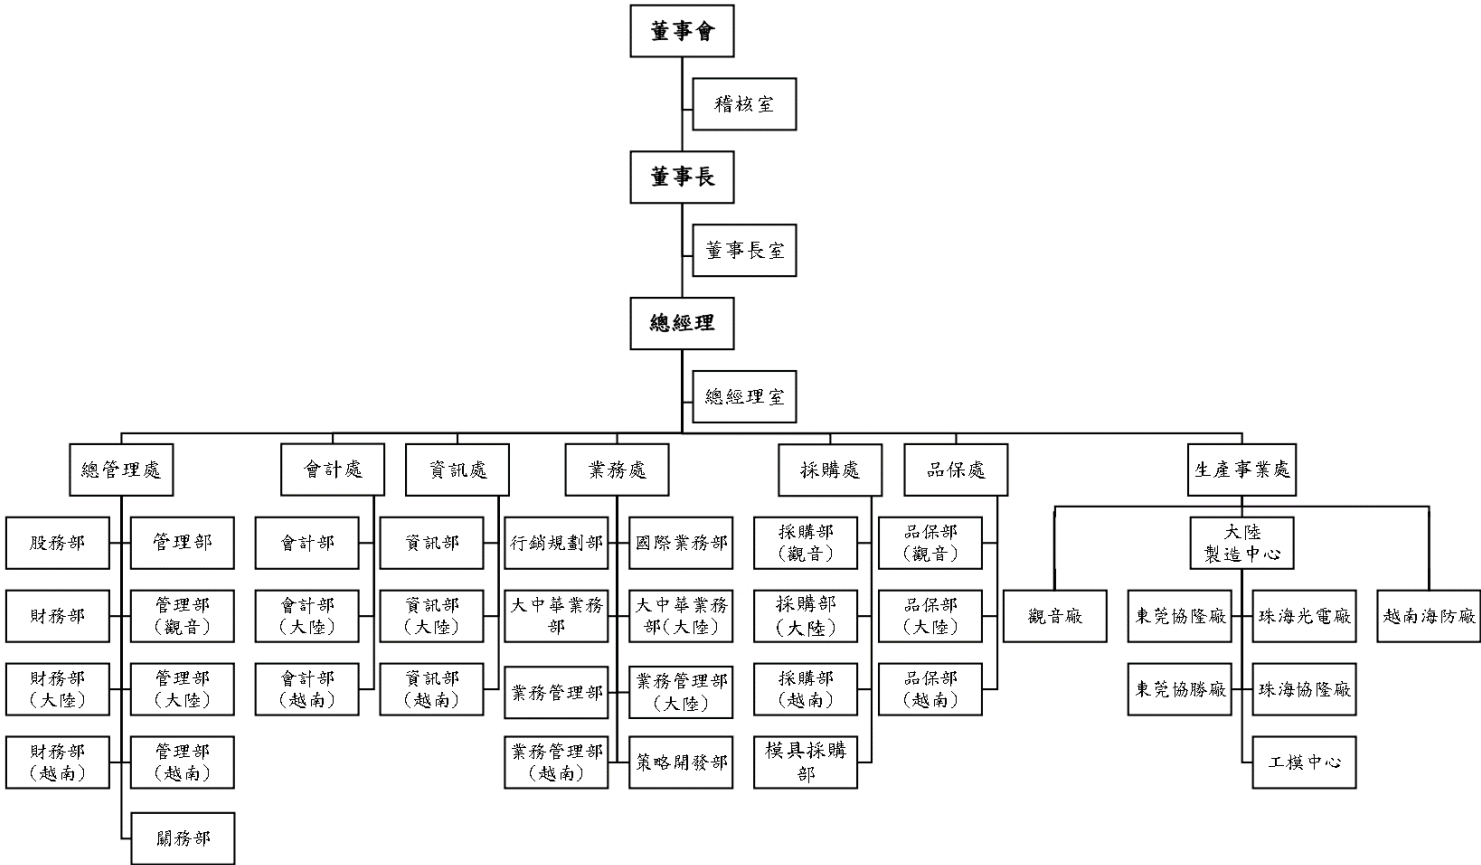 董事會
稽核室
董事長
董事長室
總經理
總經理室
總管理處
會計處
資訊處
業務處
採購處
品保處
生產事業處
股務部
管理部
會計部
資訊部
行銷規劃部
國際業務部
採購部
(觀音)
品保部
(觀音)
大陸
製造中心
財務部
管理部
(觀音)
會計部
(大陸)
資訊部
(大陸)
大中華業務
部
大中華業務
部(大陸)
採購部
(大陸)
品保部
(大陸)
觀音廠
東莞協隆廠
珠海光電廠
越南海防廠
財務部
(大陸)
管理部
(大陸)
會計部
(越南)
資訊部
(越南)
業務管理部
業務管理部
(大陸)
採購部
(越南)
品保部
(越南)
東莞協勝廠
珠海協隆廠
財務部
(越南)
管理部
(越南)
業務管理部
(越南)
策略開發部
模具採購
部
工模中心
關務部